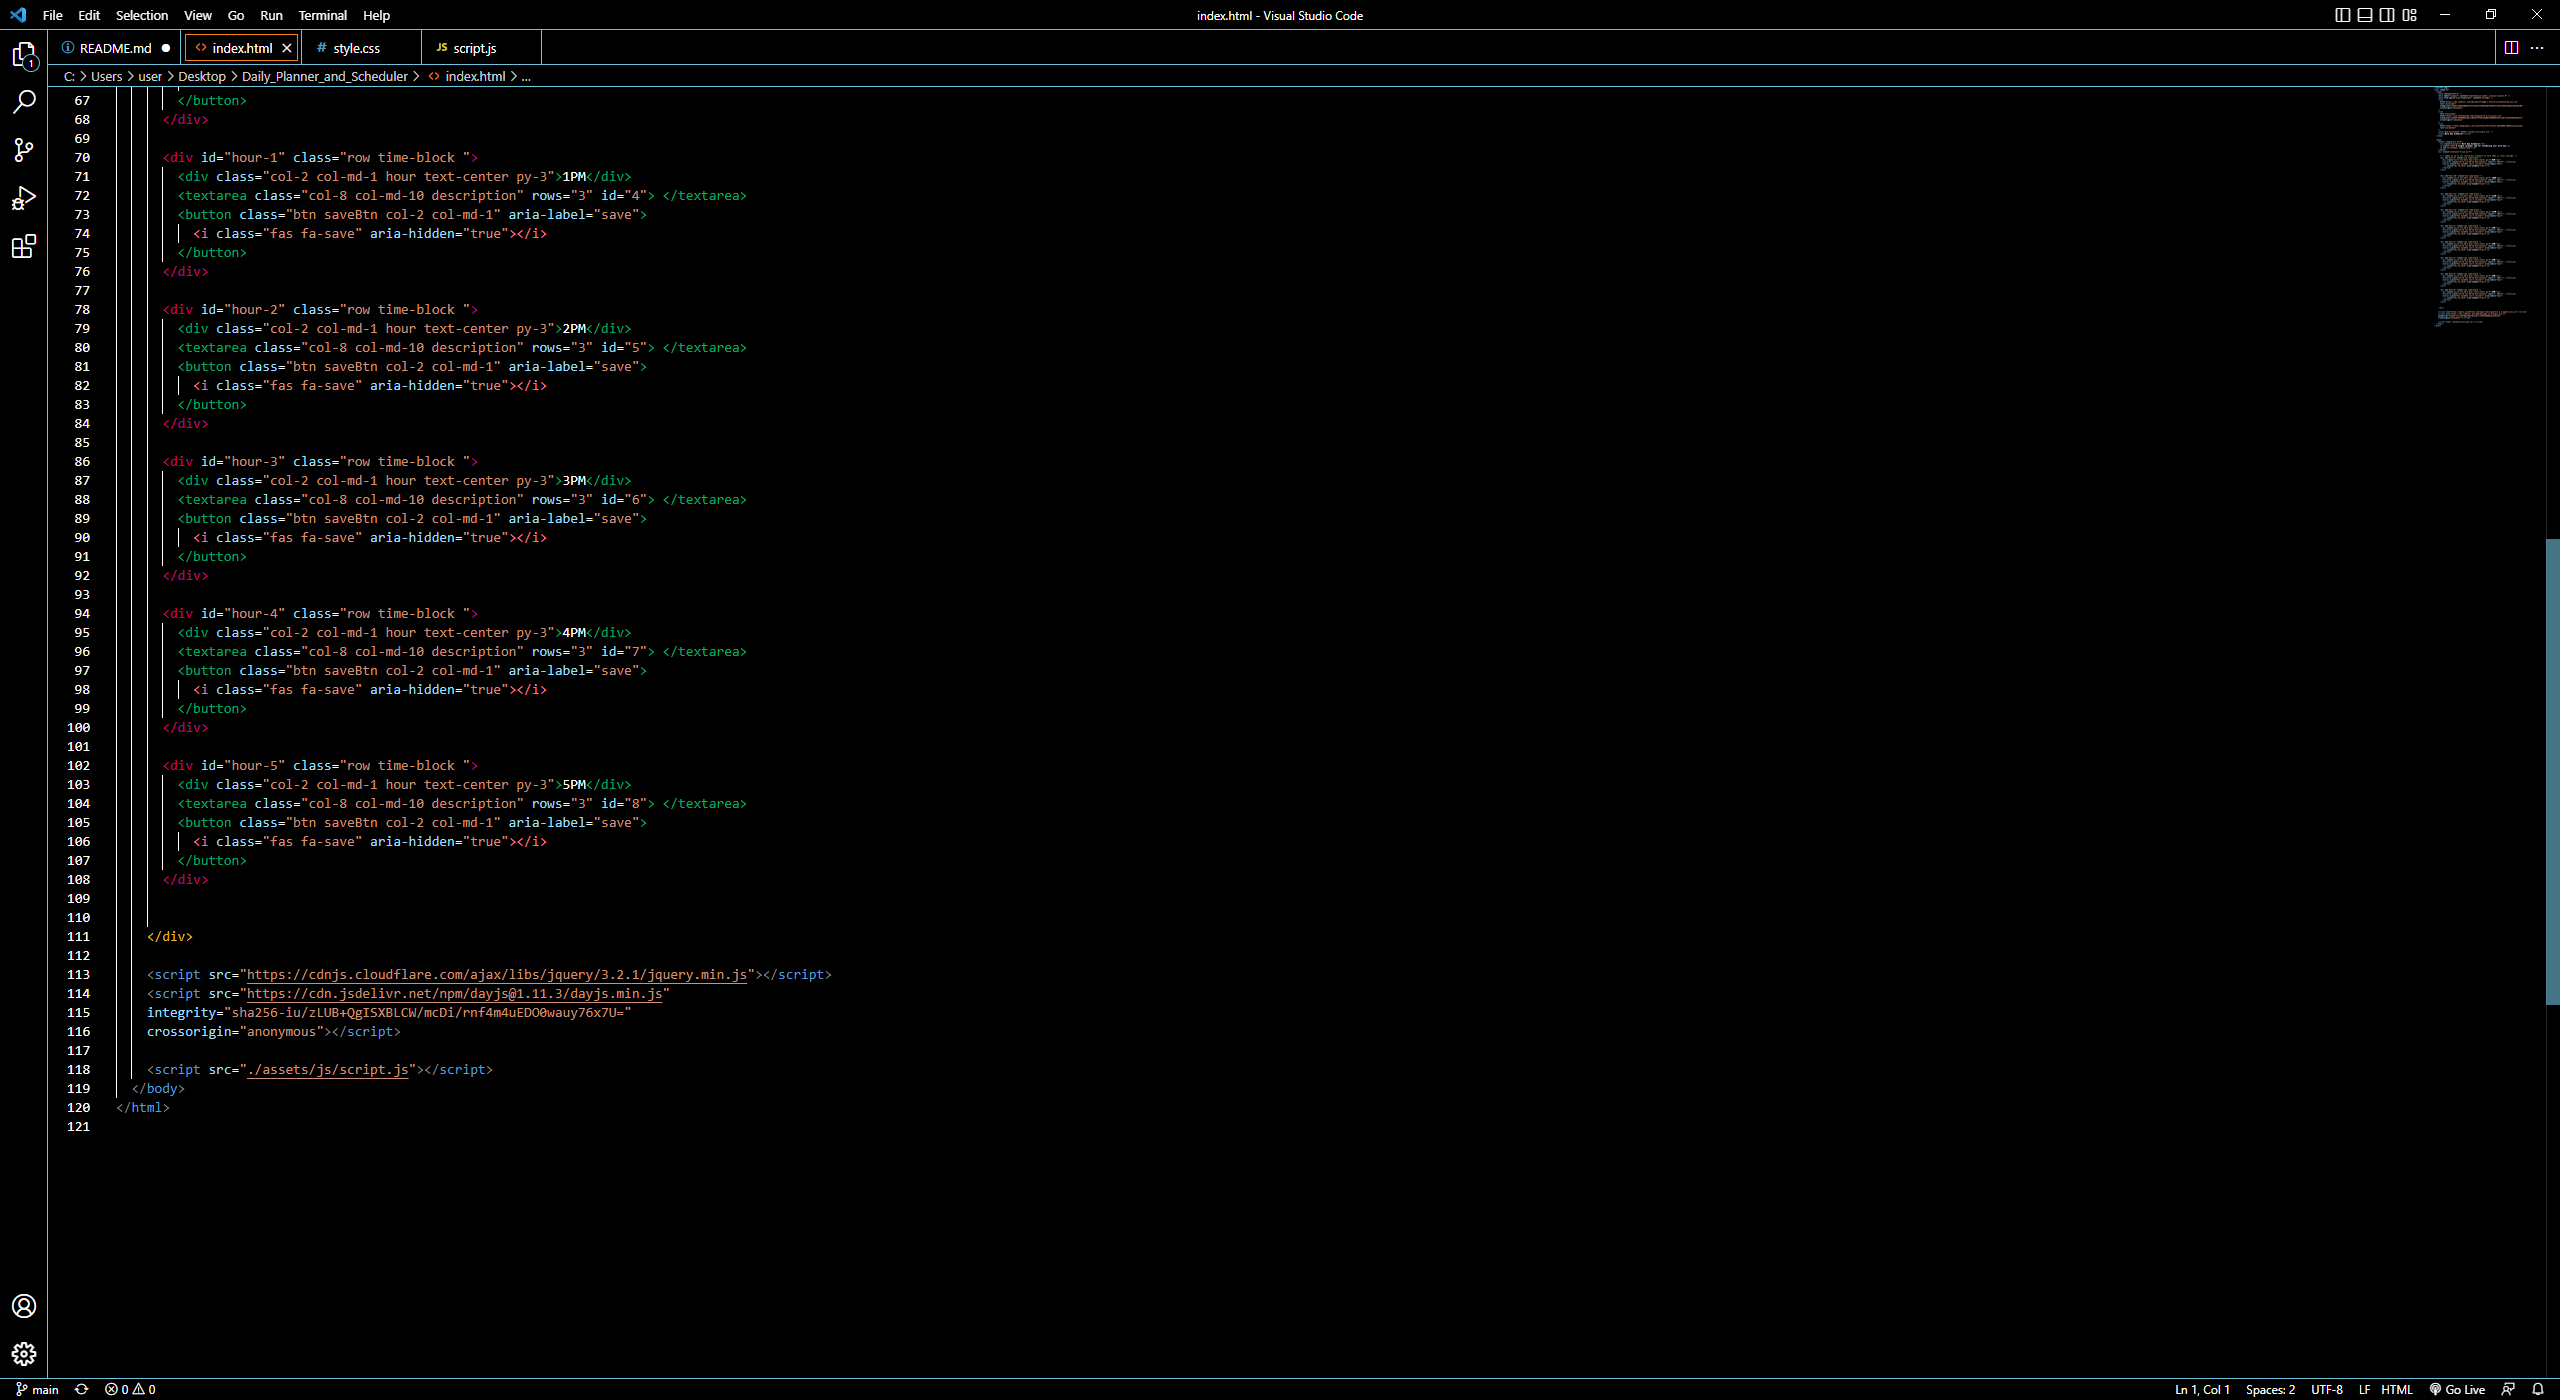 File Edit Selection View Go Run Terminal Help
index.html - Visual Studio Code
README.md
index.html
style.css
JS script.js
C: > Users > user > Desktop > Daily_Planner_and_Scheduler > index.html > ...
67 </button>
68 </div>
69
70 <div id="hour-1" class="row time-block ">
71 <div class="col-2 col-md-1 hour text-center py-3">1PM</div>
72 <textarea class="col-8 col-md-10 description" rows="3" id="4"> </textarea>
73 <button class="btn saveBtn col-2 col-md-1" aria-label="save">
74 <i class="fas fa-save" aria-hidden="true"></i>
75 </button>
76 </div>
77
78 <div id="hour-2" class="row time-block ">
79 <div class="col-2 col-md-1 hour text-center py-3">2PM</div>
80 <textarea class="col-8 col-md-10 description" rows="3" id="5"> </textarea>
81 <button class="btn saveBtn col-2 col-md-1" aria-label="save">
82 <i class="fas fa-save" aria-hidden="true"></i>
83 </button>
84 </div>
85
86 <div id="hour-3" class="row time-block ">
87 <div class="col-2 col-md-1 hour text-center py-3">3PM</div>
88 <textarea class="col-8 col-md-10 description" rows="3" id="6"> </textarea>
89 <button class="btn saveBtn col-2 col-md-1" aria-label="save">
90 <i class="fas fa-save" aria-hidden="true"></i>
91 </button>
92 </div>
93
94 <div id="hour-4" class="row time-block ">
95 <div class="col-2 col-md-1 hour text-center py-3">4PM</div>
96 <textarea class="col-8 col-md-10 description" rows="3" id="7"> </textarea>
97 <button class="btn saveBtn col-2 col-md-1" aria-label="save">
98 <i class="fas fa-save" aria-hidden="true"></i>
99 </button>
100 </div>
101
102 <div id="hour-5" class="row time-block ">
103 <div class="col-2 col-md-1 hour text-center py-3">5PM</div>
104 <textarea class="col-8 col-md-10 description" rows="3" id="8"> </textarea>
105 <button class="btn saveBtn col-2 col-md-1" aria-label="save">
106 <i class="fas fa-save" aria-hidden="true"></i>
107 </button>
108 </div>
109
110
111 </div>
112
113 <script src="https://cdnjs.cloudflare.com/ajax/libs/jquery/3.2.1/jquery.min.js"></script>
114 <script src="https://cdn.jsdelivr.net/npm/dayjs@1.11.3/dayjs.min.js"
115 integrity="sha256-iu/zLUB+QgISXBLCW/mcDi/rnf4m4uEDO0wauy76x7U="
116 crossorigin="anonymous"></script>
117
118 <script src="./assets/js/script.js"></script>
119 </body>
120 </html>
121
main 0 0
Ln 1, Col 1 Spaces: 2 UTF-8 LF HTML Go Live